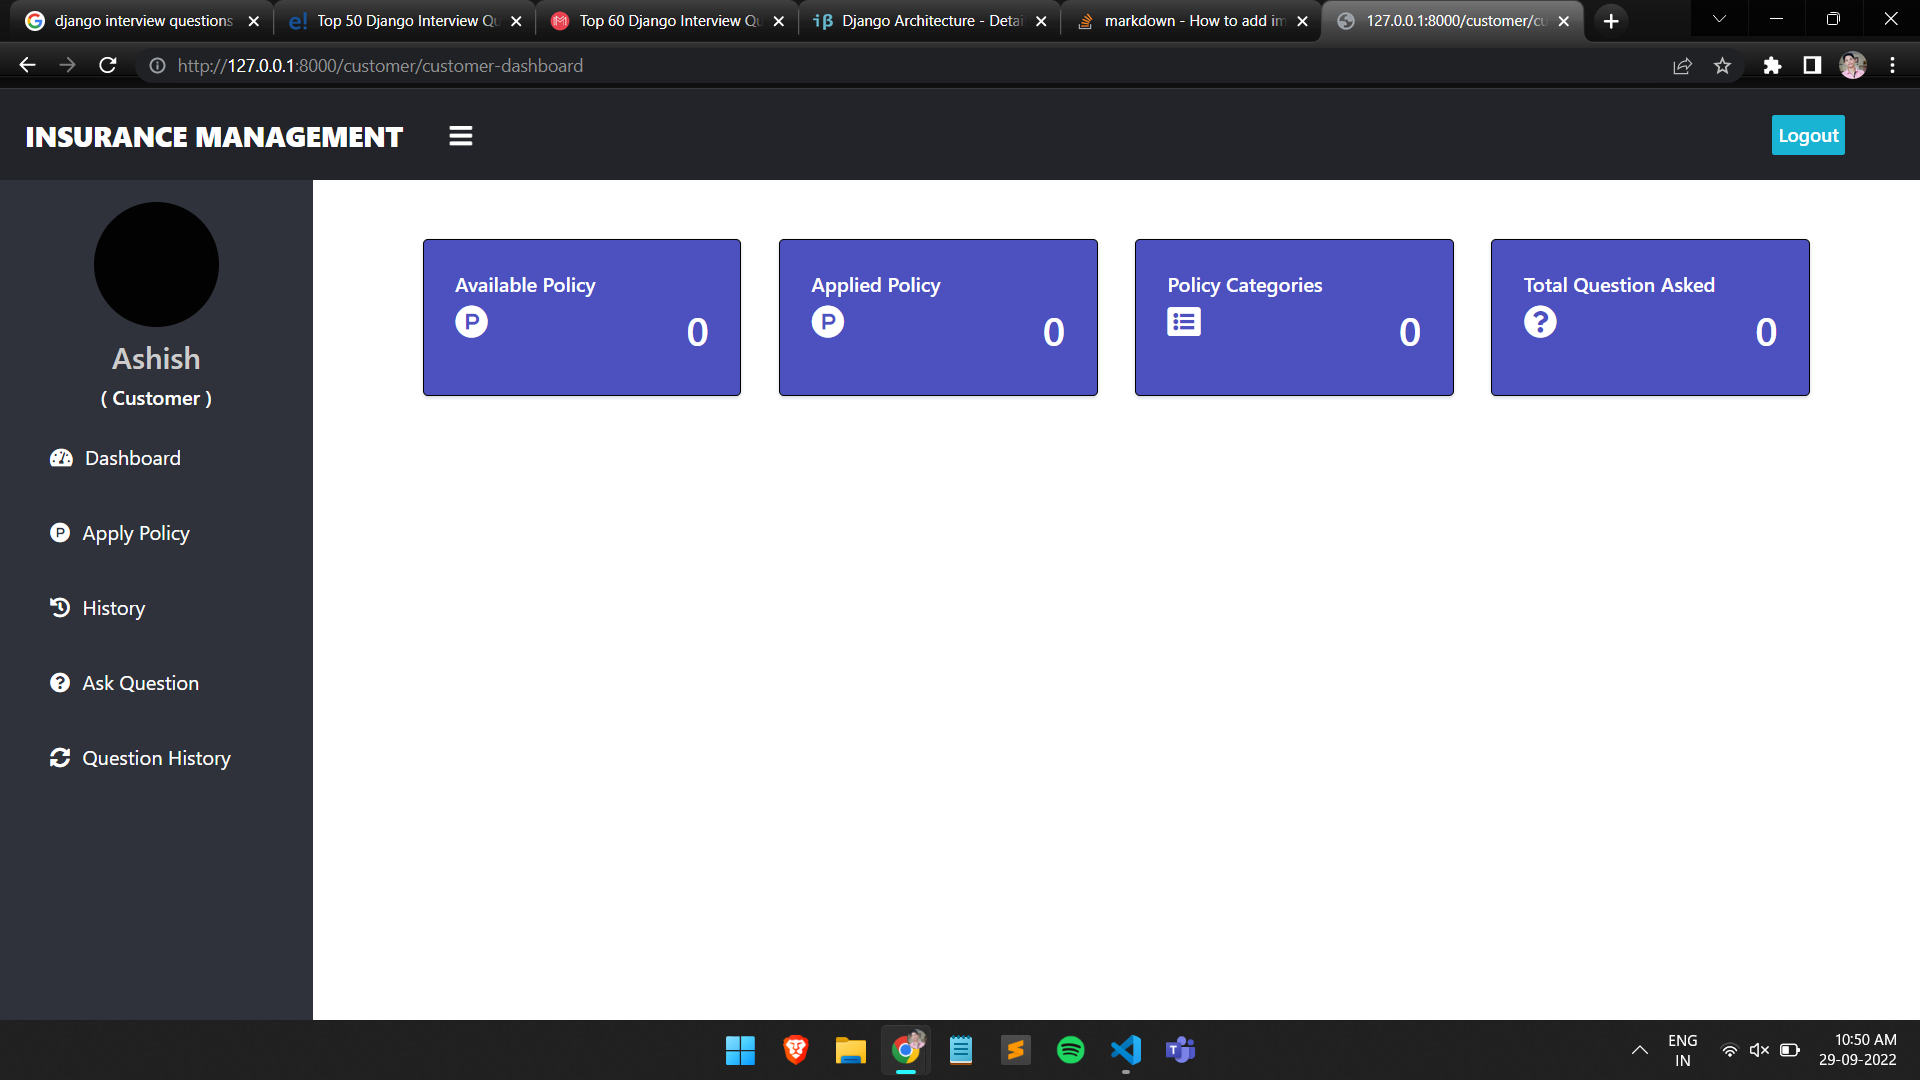 django interview questions
Top 50 Django Interview Qu
Top 60 Django Interview Qu
Django Architecture - Detai
markdown - How to add im
127.0.0.1:8000/customer/cu
http://127.0.0.1:8000/customer/customer-dashboard
INSURANCE MANAGEMENT
Logout
Ashish
( Customer )
Dashboard
Apply Policy
History
Ask Question
Question History
Available Policy
0
Applied Policy
0
Policy Categories
0
Total Question Asked
0
ENG
IN
10:50 AM
29-09-2022